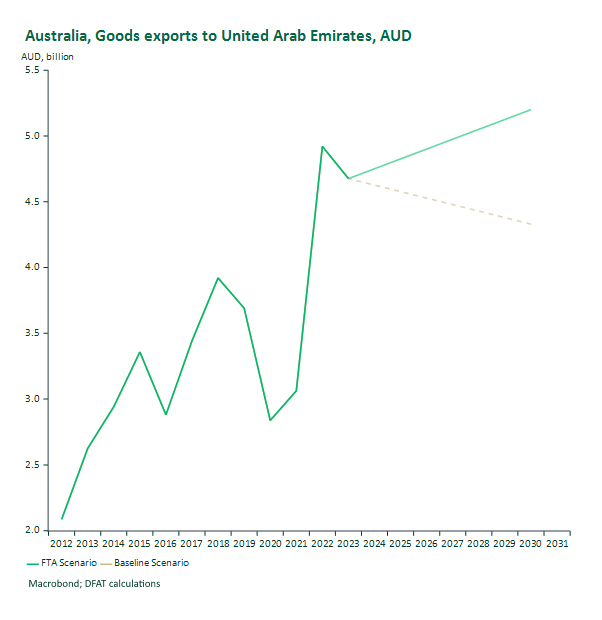 Australia, Goods exports to United Arab Emirates, AUD
AUD, billion
5.5
5.0
4.5
4.0
3.5
3.0
2.5
2.0
2012 2013 2014 2015 2016 2017 2018 2019 2020 2021 2022 2023 2024 2025 2026 2027 2028 2029 2030 2031
FTA Scenario Baseline Scenario
Macrobond; DFAT calculations